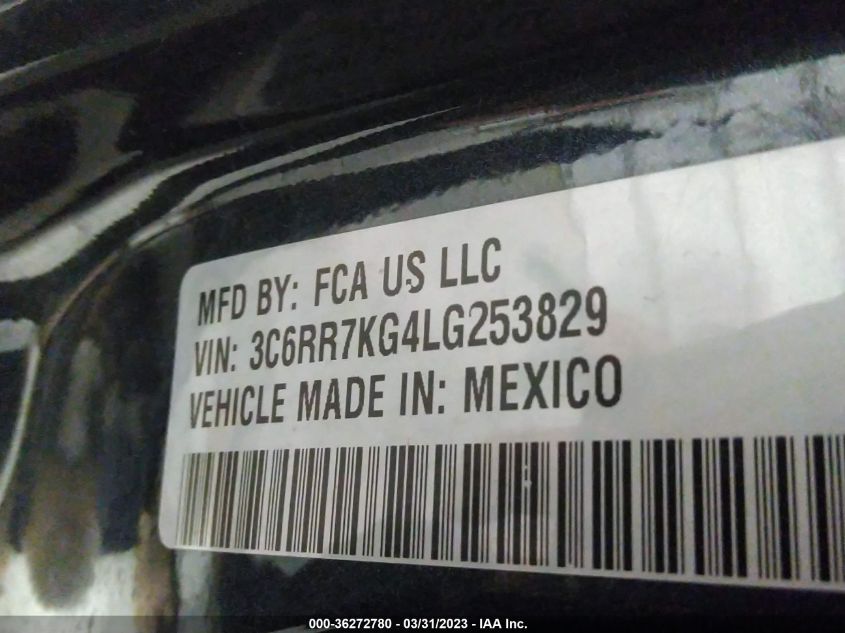 MFD BY: FCA US LLC
VIN: 3C6RR7KG4LG253829
VEHICLE MADE IN: MEXICO
000-36272780 - 03/31/2023 - IAA Inc.